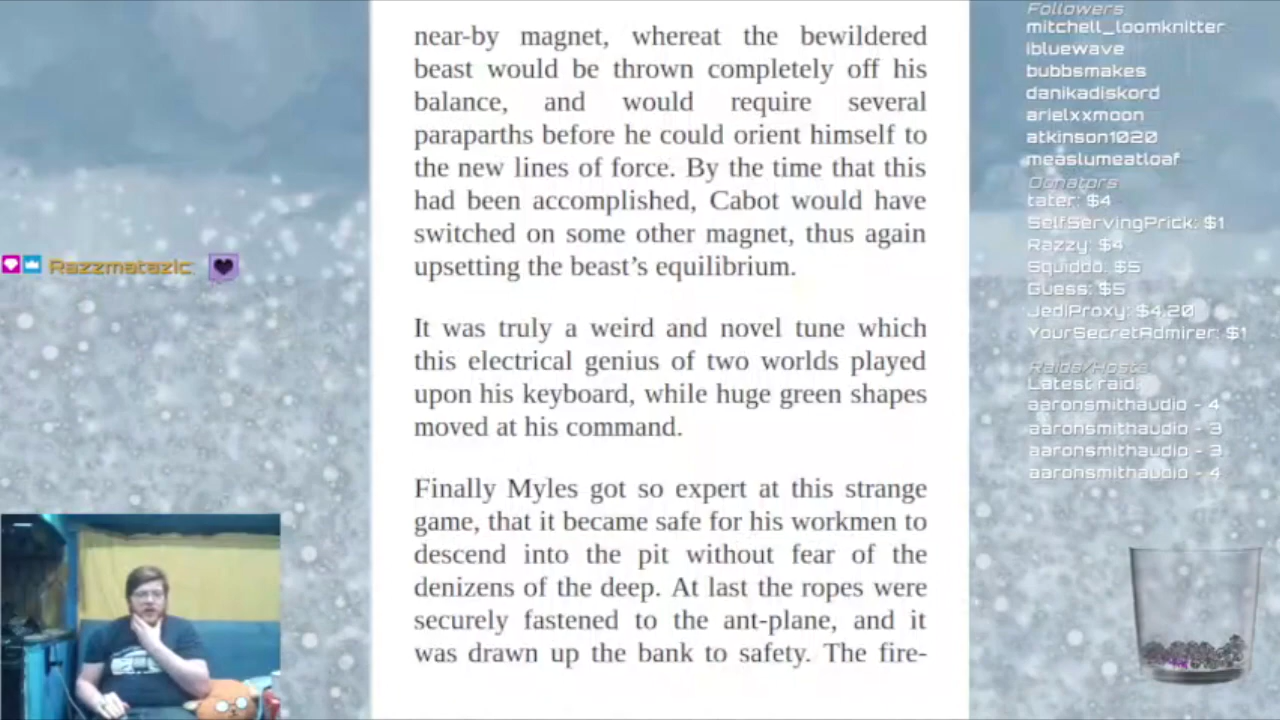 near-by magnet, whereat the bewildered
beast would be thrown completely off his
balance, and would require several
paraparths before he could orient himself to
the new lines of force. By the time that this
had been accomplished, Cabot would have
switched on some other magnet, thus again
upsetting the beast’s equilibrium.
It was truly a weird and novel tune which
this electrical genius of two worlds played
upon his keyboard, while huge green shapes
moved at his command.
Finally Myles got so expert at this strange
game, that it became safe for his workmen to
descend into the pit without fear of the
denizens of the deep. At last the ropes were
securely fastened to the ant-plane, and it
was drawn up the bank to safety. The fire-
Razzmatazic:
Followers
mitchell_loomknitter
ibluewave
bubbsmakes
danikadiskord
arielxxmoon
atkinson1020
measlymeatloaf
Donators
tater: $4
SelfServingPrick: $1
Razzy: $4
Squiddo: $5
Guess: $5
JediProxy: $4.20
YourSecretAdmirer: $1
Raids/Hosts
Latest raid:
aaronsmithaudio - 4
aaronsmithaudio - 3
aaronsmithaudio - 3
aaronsmithaudio - 4